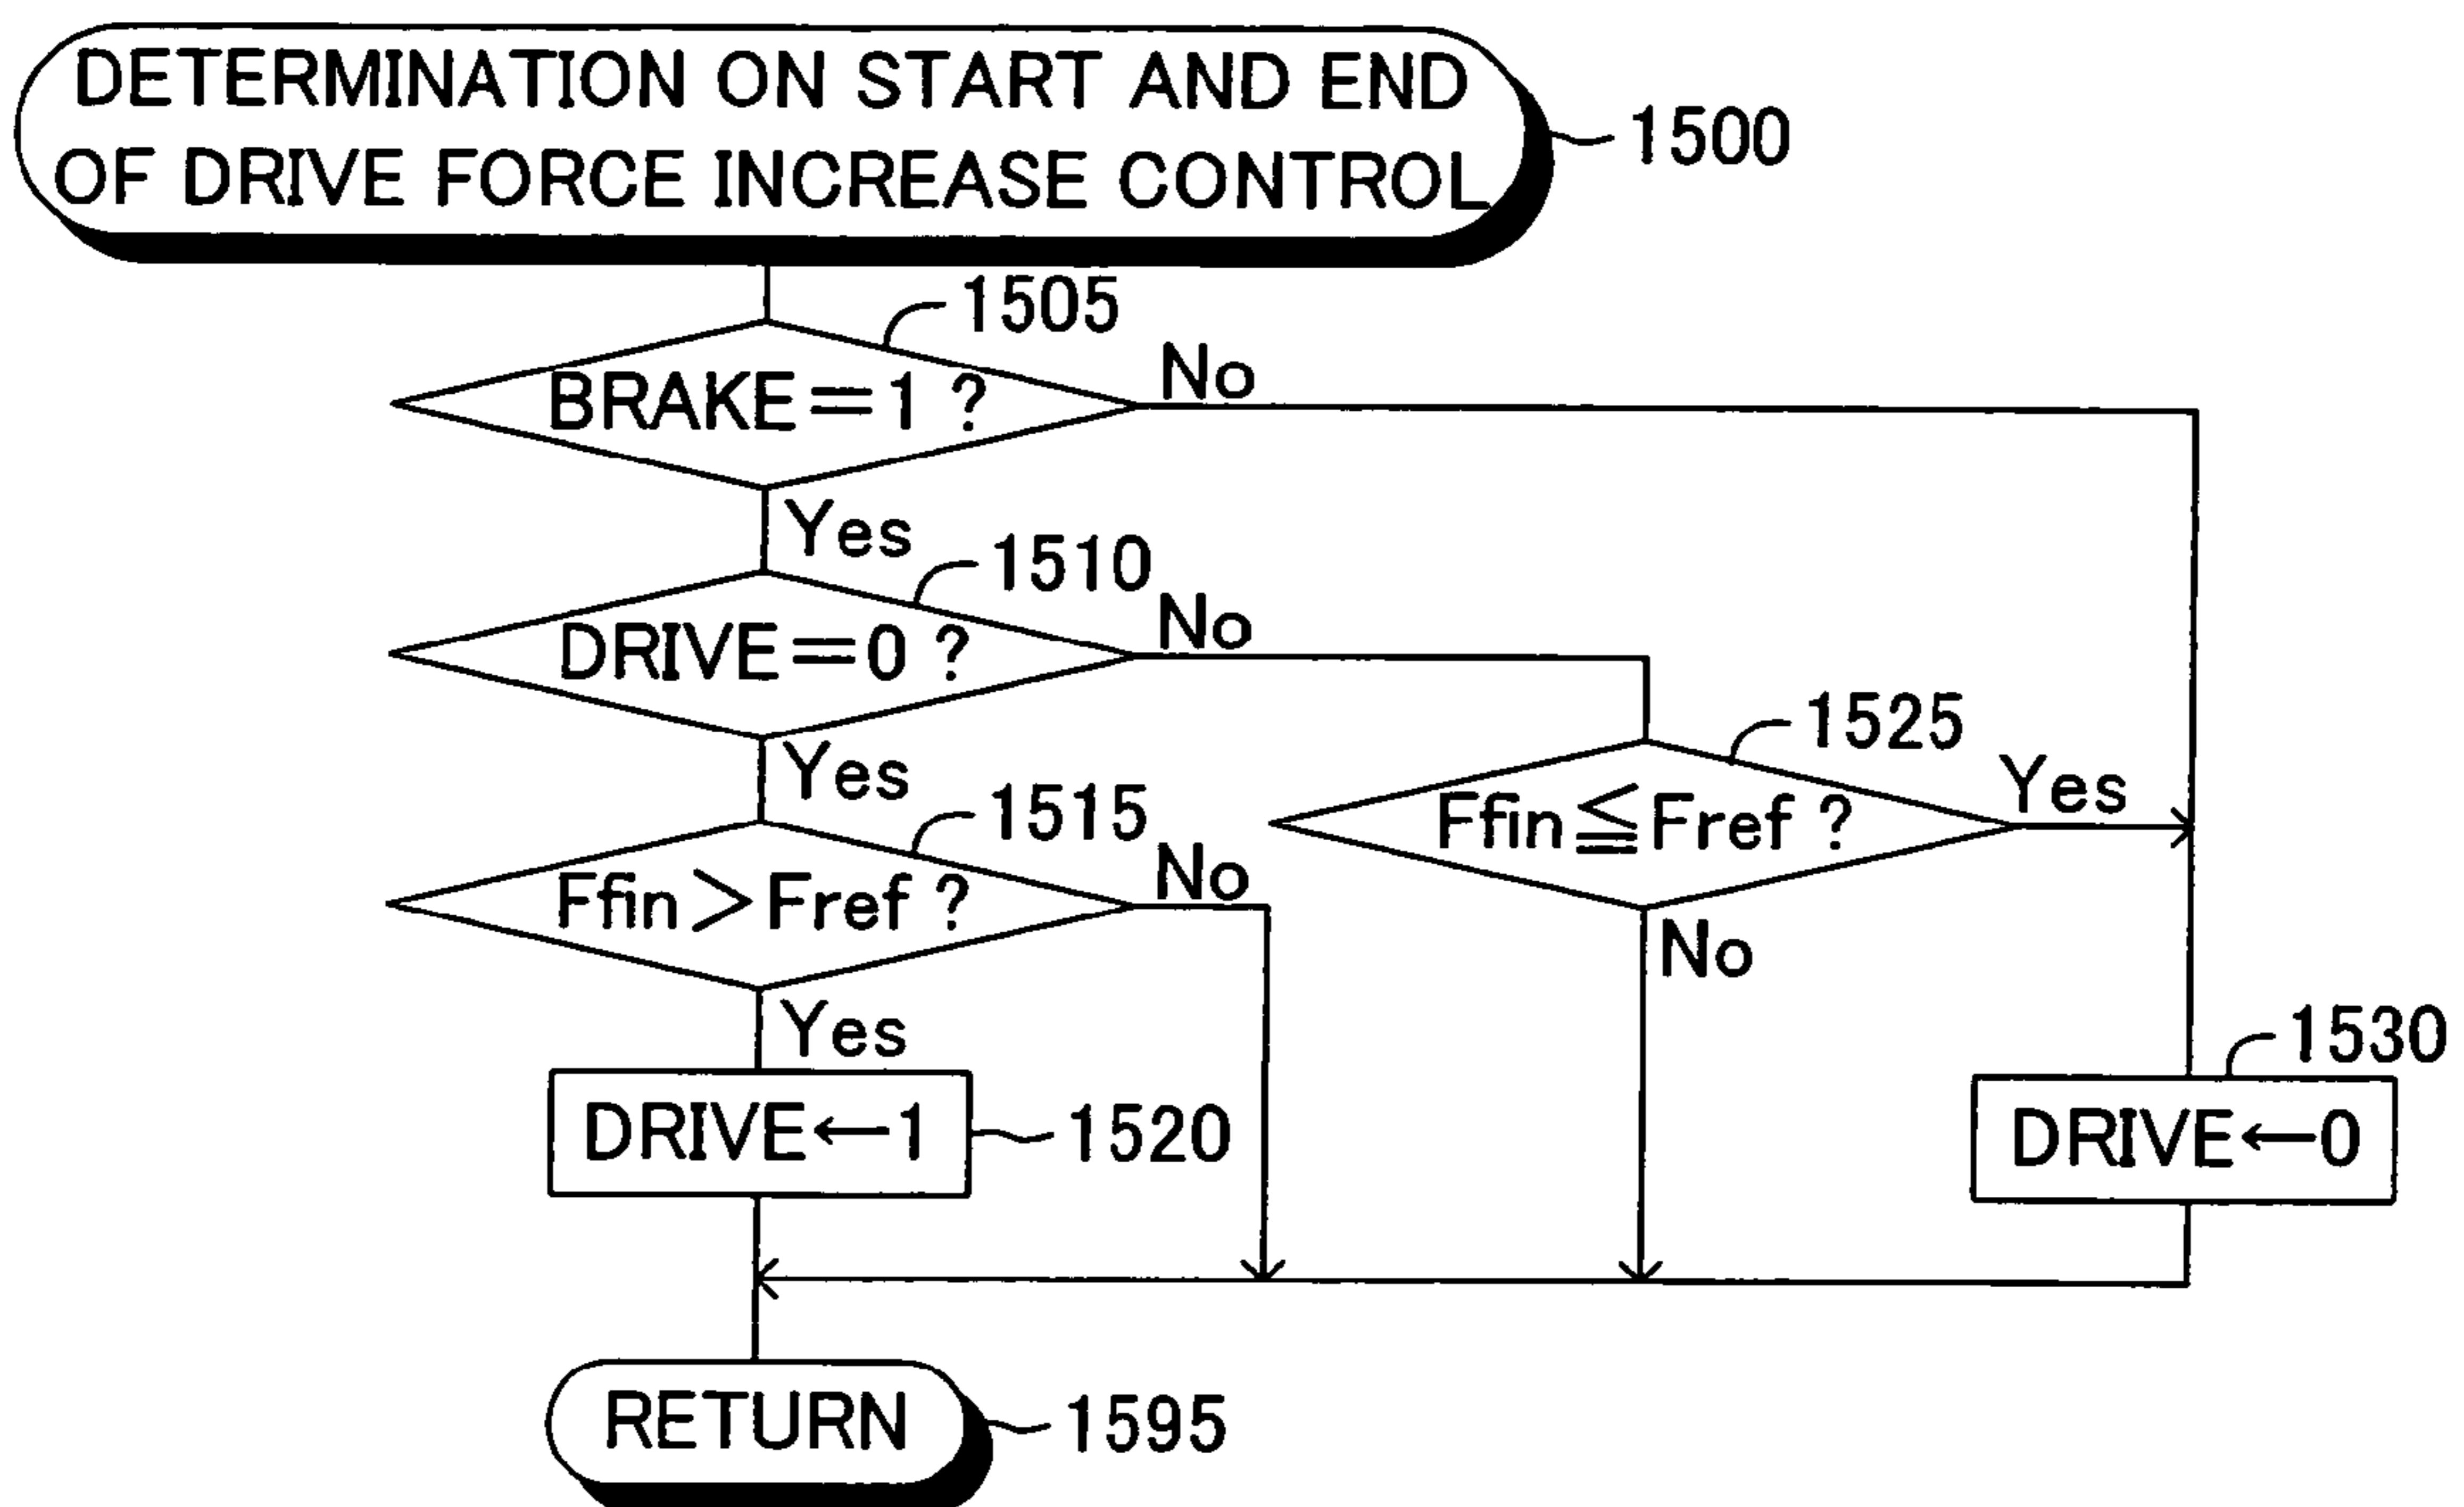 DETERMINATION ON START AND END
OF DRIVE FORCE INCREASE CONTROL
1500
1505
BRAKE=1 ?
No
Yes
1510
DRIVE=0 ?
No
Yes
1525
Ffin≦Fref ?
Yes
No
1515
Ffin>Fref ?
No
Yes
DRIVE←1
1520
1530
DRIVE←0
RETURN
1595